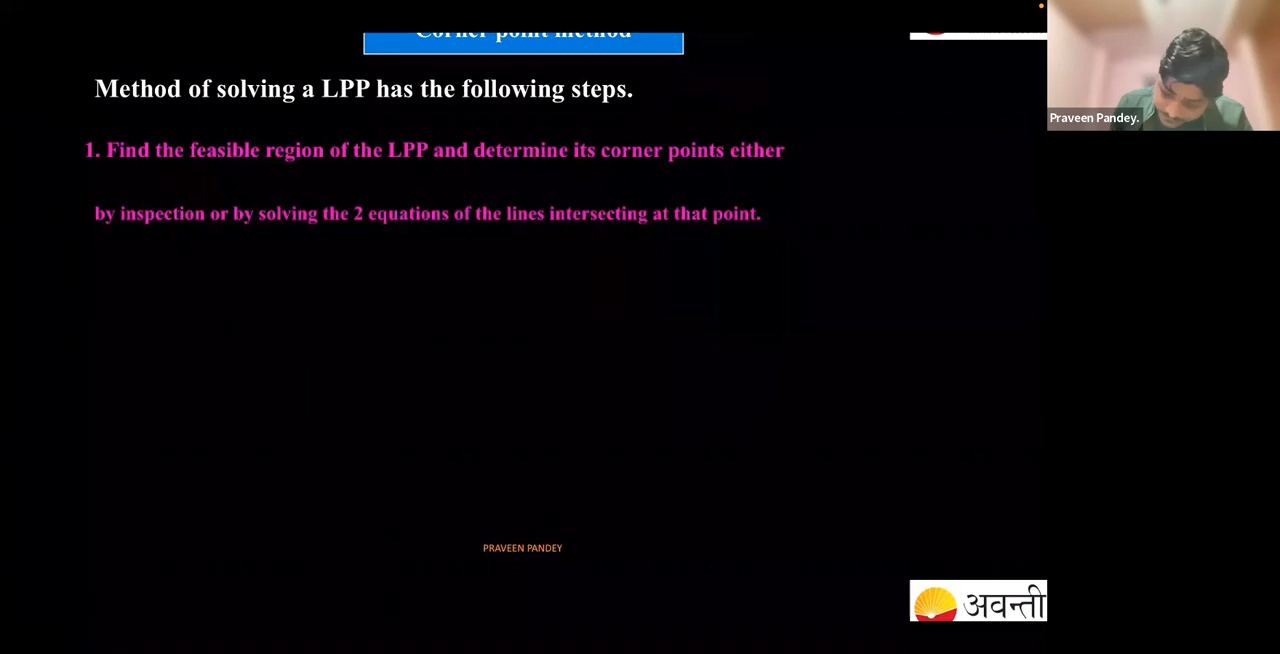 Corner point method
Method of solving a LPP has the following steps.
1. Find the feasible region of the LPP and determine its corner points either
by inspection or by solving the 2 equations of the lines intersecting at that point.
Praveen Pandey.
PRAVEEN PANDEY
अवन्ती